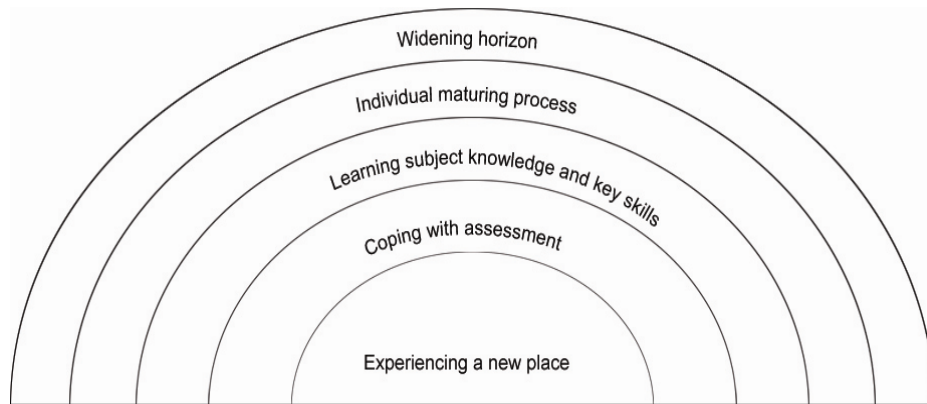 Widening horizon
Individual maturing process
Learning subject knowledge and key skills
Coping with assessment
Experiencing a new place